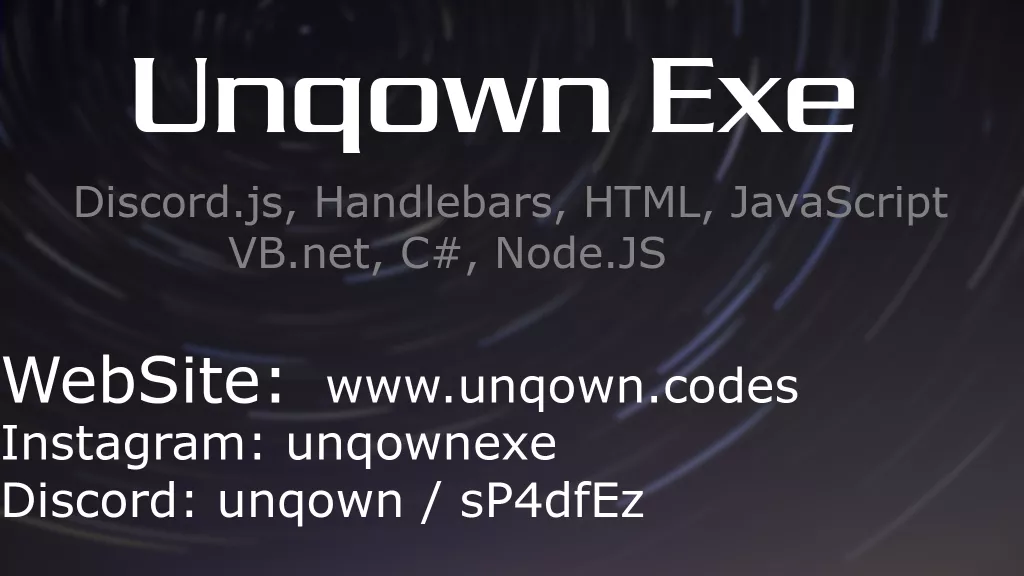 Unqown Exe
Discord.js, Handlebars, HTML, JavaScript
VB.net, C#, Node.JS
WebSite: www.unqown.codes
Instagram: unqownexe
Discord: unqown / sP4dfEz